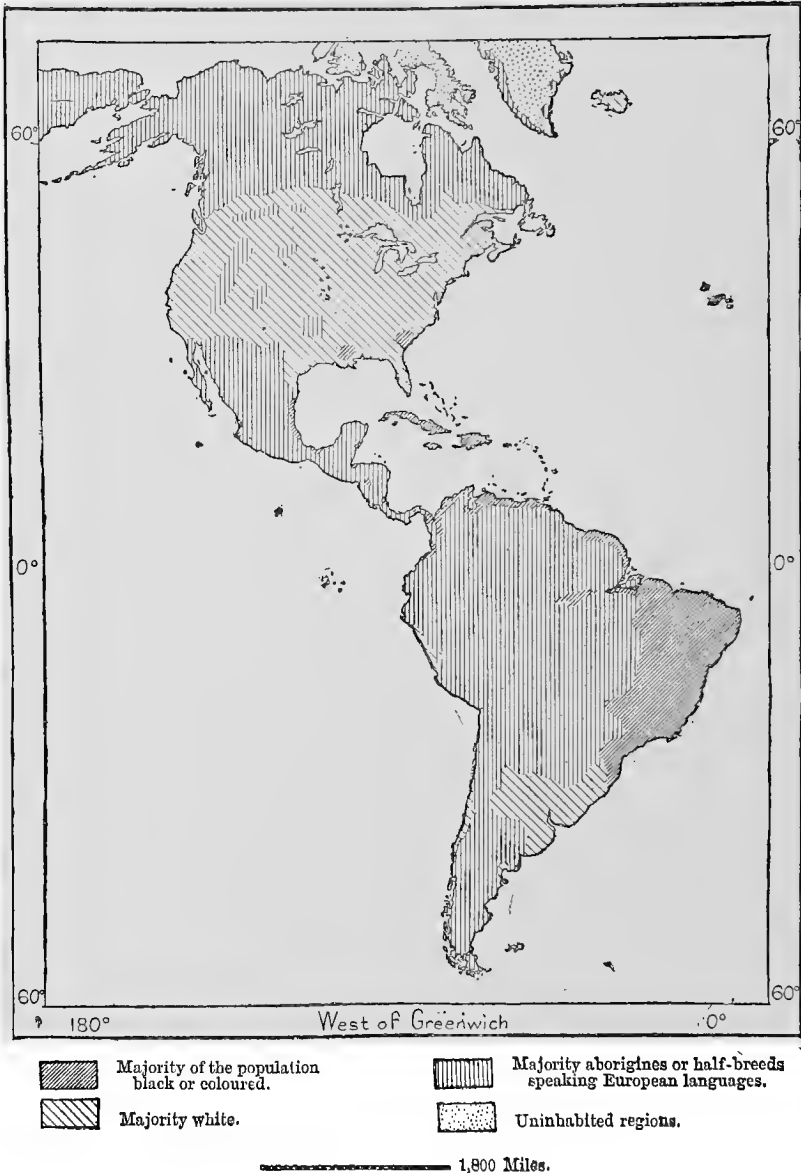 60°
60°
0°
0°
60°
60°
180°
West of Greenwich
0°
Majority of the population
black or coloured.
Majority aborigines or half-breeds
speaking European languages.
Majority white.
Uninhabited regions.
1,800 Miles.